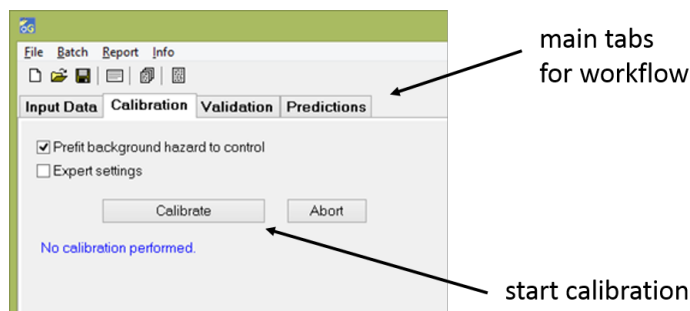 File Batch Report Info
Input Data Calibration Validation Predictions
Prefit background hazard to control
Expert settings
Calibrate Abort
No calibration performed.
main tabs
for workflow
start calibration